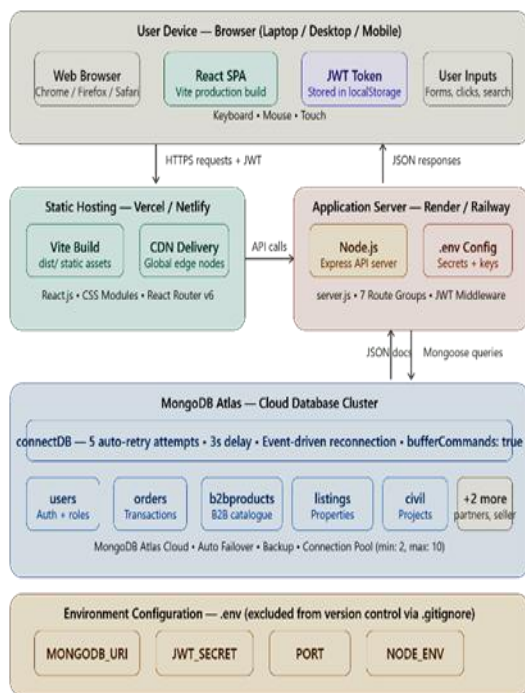 User Device — Browser (Laptop / Desktop / Mobile)
Web Browser
Chrome / Firefox / Safari
React SPA
Vite production build
JWT Token
Stored in localStorage
User Inputs
Forms, clicks, search
Keyboard • Mouse • Touch
HTTPS requests + JWT
JSON responses
Static Hosting — Vercel / Netlify
Vite Build
dist/ static assets
CDN Delivery
Global edge nodes
React.js • CSS Modules • React Router v6
API calls
Application Server — Render / Railway
Node.js
Express API server
.env Config
Secrets + keys
server.js • 7 Route Groups • JWT Middleware
JSON docs
Mongoose queries
MongoDB Atlas — Cloud Database Cluster
connectDB — 5 auto-retry attempts • 3s delay • Event-driven reconnection • bufferCommands: true
users
Auth + roles
orders
Transactions
b2bproducts
B2B catalogue
listings
Properties
civil
Projects
+2 more
partners, seller
MongoDB Atlas Cloud • Auto Failover • Backup • Connection Pool (min: 2, max: 10)
Environment Configuration — .env (excluded from version control via .gitignore)
MONGODB_URI
JWT_SECRET
PORT
NODE_ENV